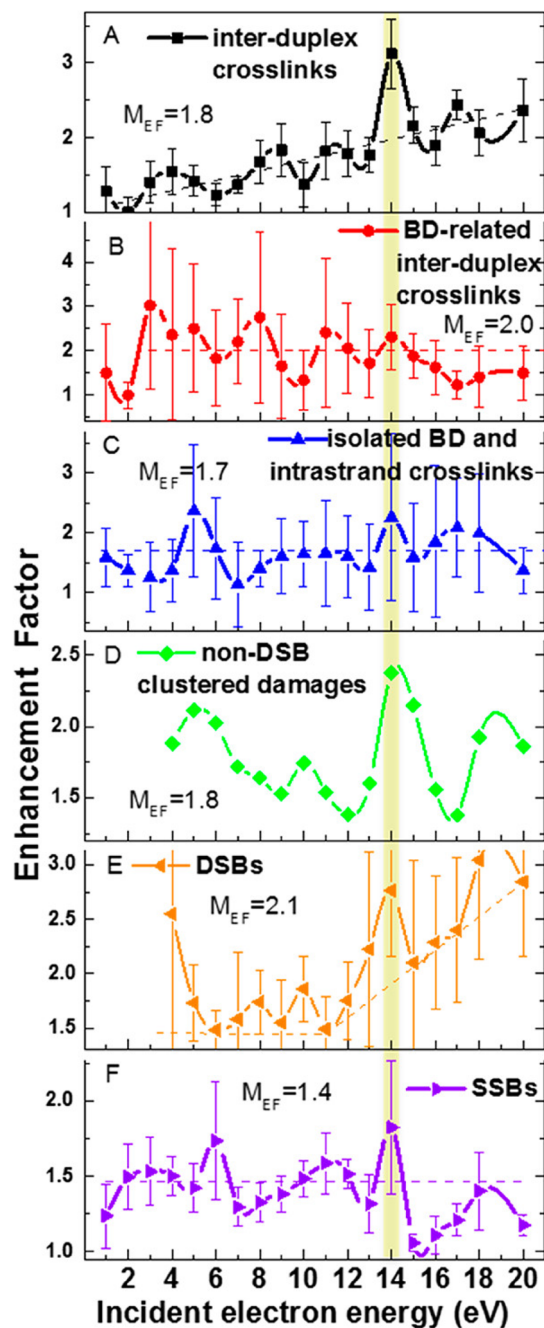 Enhancement Factor
A
inter-duplex
crosslinks
M_EF=1.8
3
2
1
B
BD-related
inter-duplex
crosslinks
M_EF=2.0
4
3
2
1
C
isolated BD and
intrastrand crosslinks
M_EF=1.7
3
2
1
D
non-DSB
clustered damages
M_EF=1.8
2.5
2.0
1.5
E
DSBs
M_EF=2.1
3.0
2.5
2.0
1.5
F
SSBs
M_EF=1.4
2.0
1.5
1.0
2 4 6 8 10 12 14 16 18 20
Incident electron energy (eV)